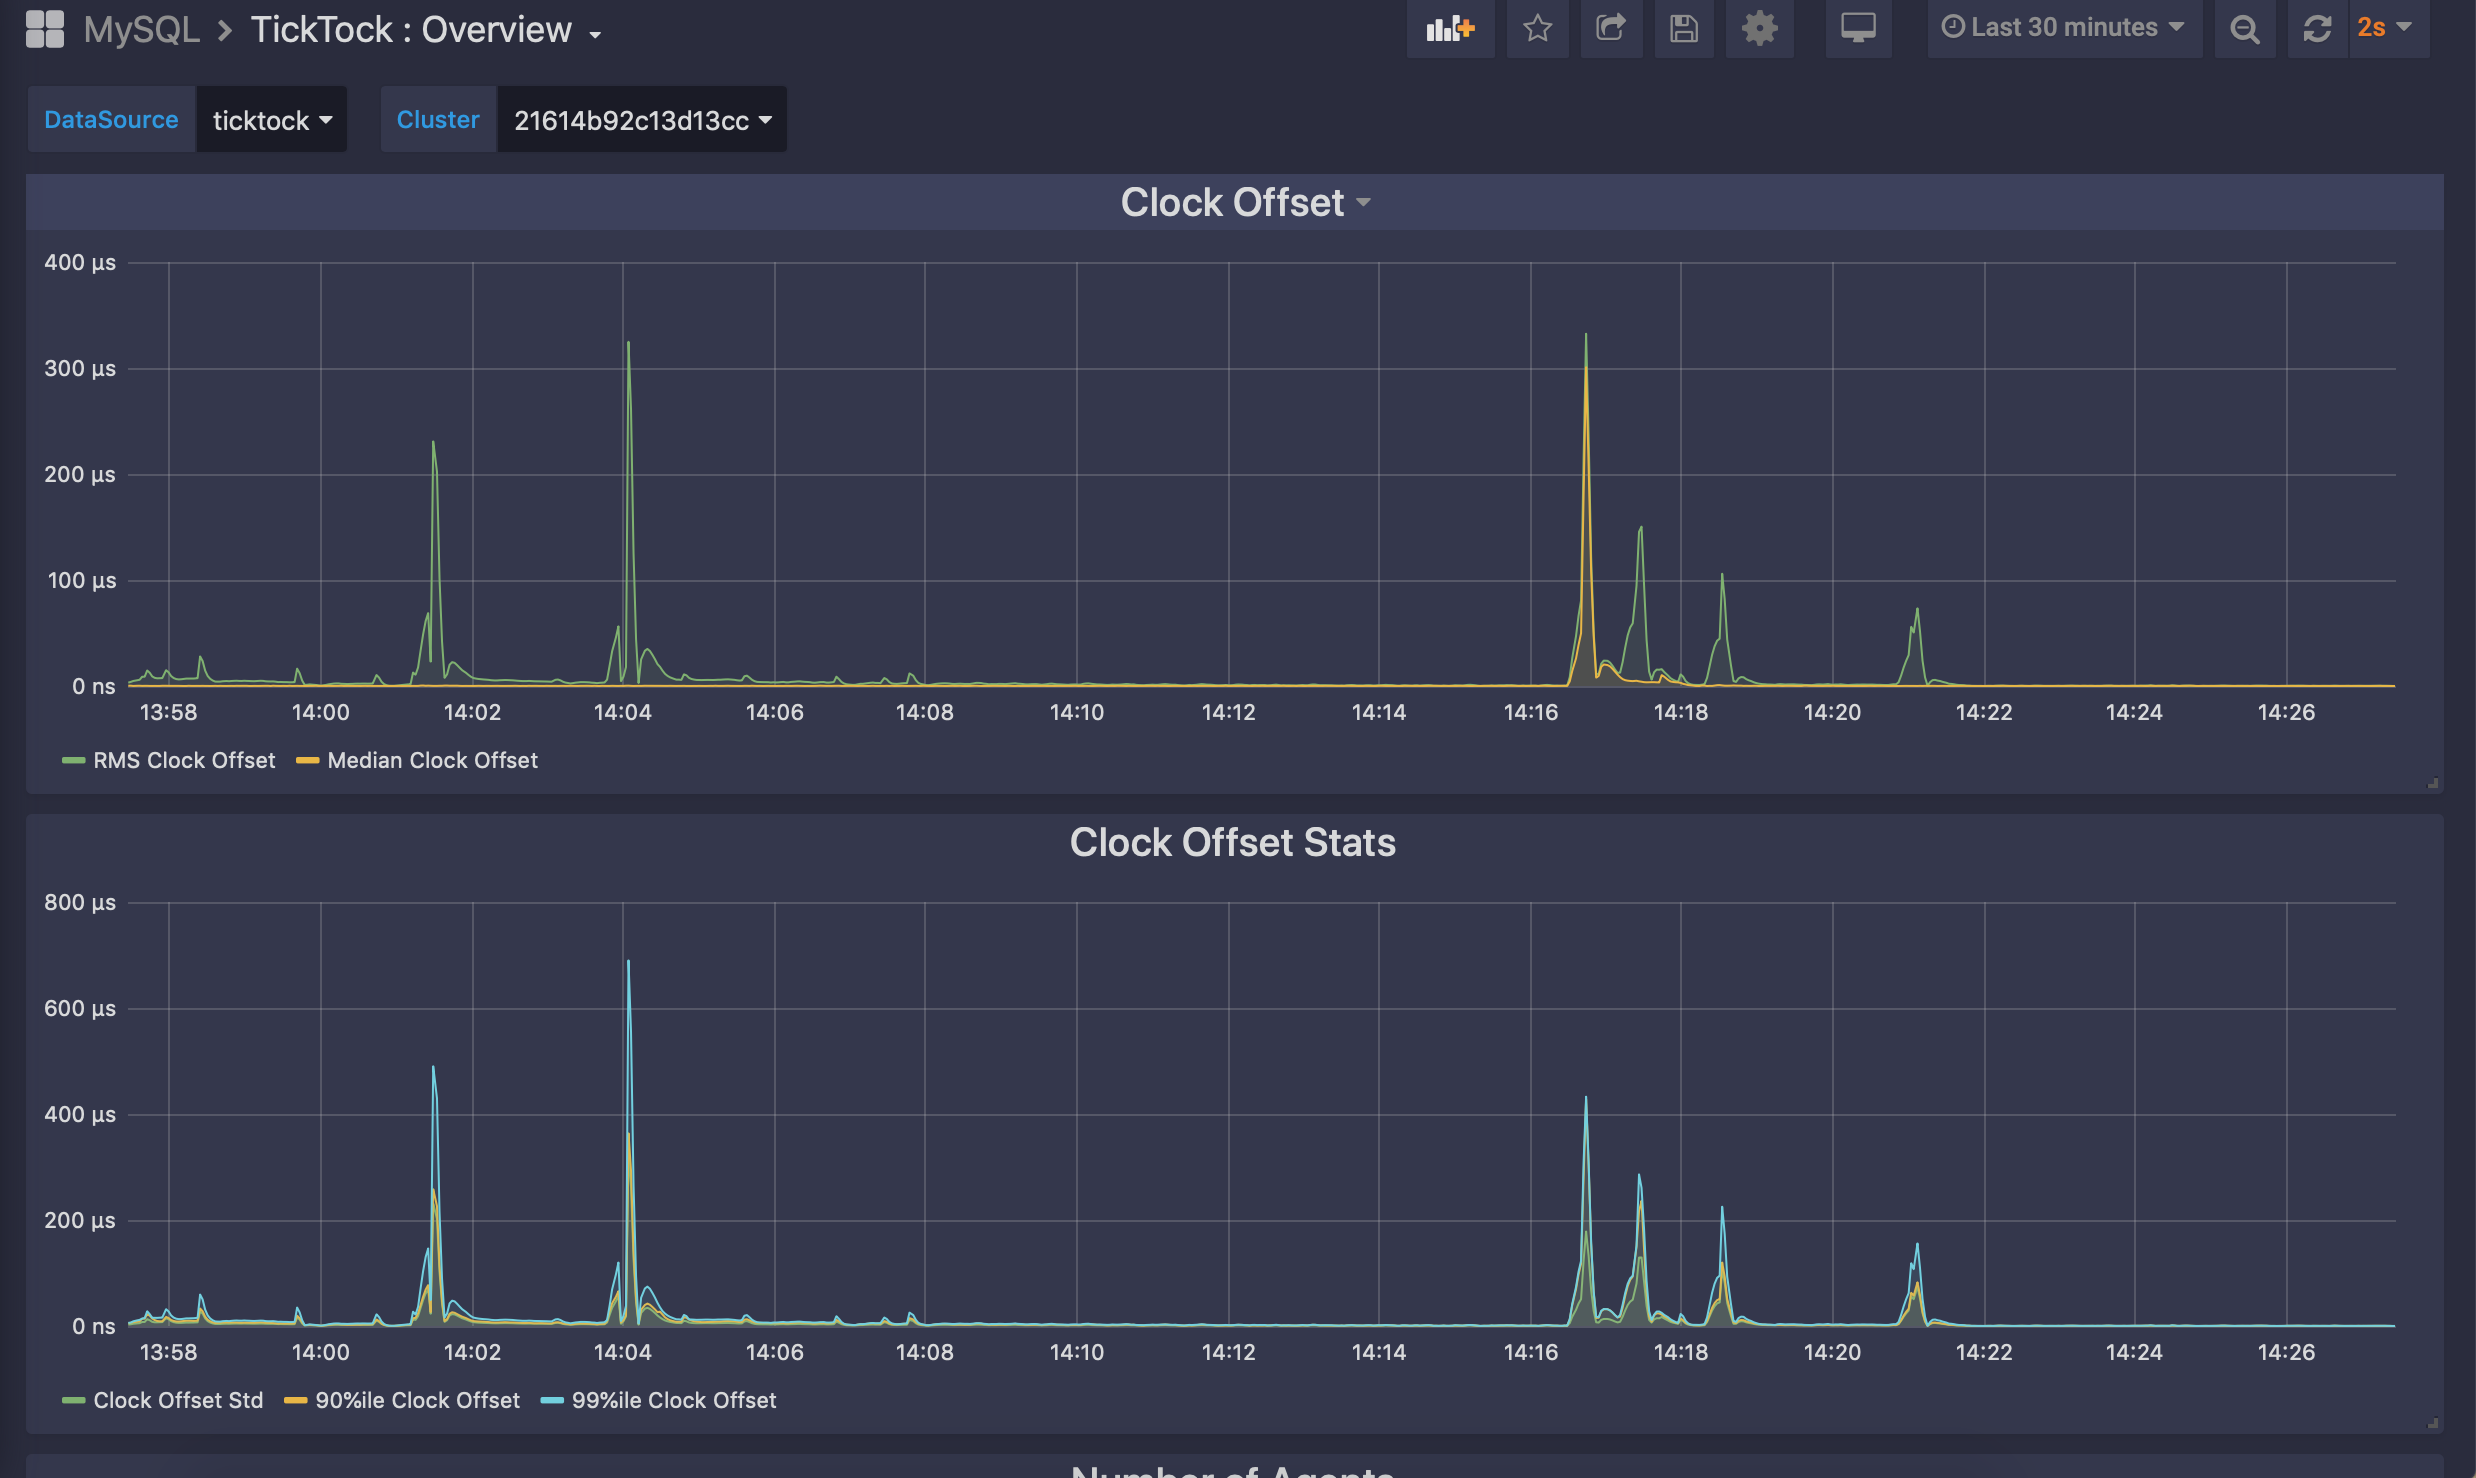 MySQL > TickTock : Overview
Last 30 minutes
2s
DataSource ticktock Cluster 21614b92c13d13cc
Clock Offset
400 µs
300 µs
200 µs
100 µs
0 ns
13:58 14:00 14:02 14:04 14:06 14:08 14:10 14:12 14:14 14:16 14:18 14:20 14:22 14:24 14:26
RMS Clock Offset Median Clock Offset
Clock Offset Stats
800 µs
600 µs
400 µs
200 µs
0 ns
13:58 14:00 14:02 14:04 14:06 14:08 14:10 14:12 14:14 14:16 14:18 14:20 14:22 14:24 14:26
Clock Offset Std 90%ile Clock Offset 99%ile Clock Offset
Number of Agents